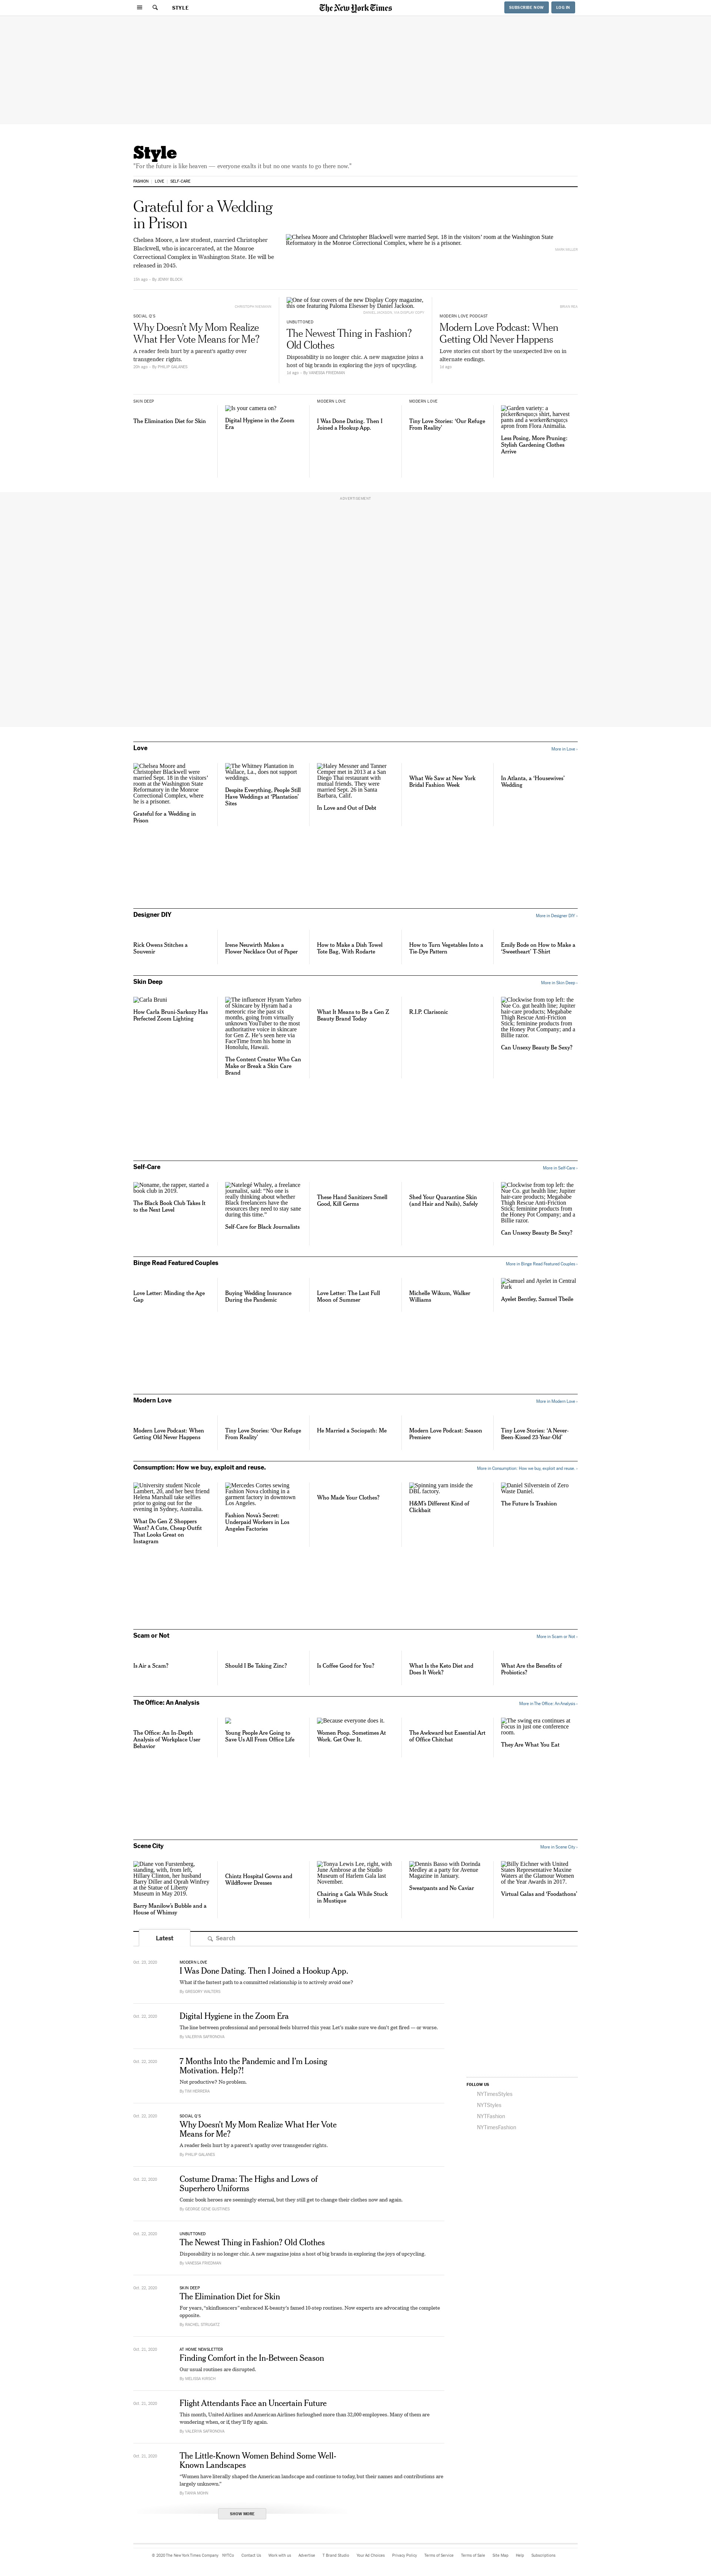 STYLE
The New York Times
SUBSCRIBE NOW
LOG IN
Style
"For the future is like heaven — everyone exalts it but no one wants to go there now."
FASHION
LOVE
SELF-CARE
Grateful for a Wedding
in Prison
Chelsea Moore, a law student, married Christopher
Blackwell, who is incarcerated, at the Monroe
Correctional Complex in Washington State. He will be
released in 2045.
By JENNY BLOCK
Chelsea Moore and Christopher Blackwell were married Sept. 18 in the visitors' room at the Washington State
Reformatory in the Monroe Correctional Complex, where he is a prisoner.
SOCIAL Q'S
Why Doesn't My Mom Realize
What Her Vote Means for Me?
A reader feels hurt by a parent's apathy over
transgender rights.
20h ago – By PHILIP GALANES
One of four covers of the new Display Copy magazine,
this one featuring Paloma Elsesser by Daniel Jackson.
DANIEL JACKSON, VIA DISPLAY COPY
UNBUTTONED
The Newest Thing in Fashion?
Old Clothes
Disposability is no longer chic. A new magazine joins a
host of big brands in exploring the joys of upcycling.
1d ago – By VANESSA FRIEDMAN
BRIAN REA
MODERN LOVE PODCAST
Modern Love Podcast: When
Getting Old Never Happens
Love stories cut short by the unexpected live on in
alternate endings.
1d ago
SKIN DEEP
The Elimination Diet for Skin
Is your camera on?
Digital Hygiene in the Zoom
Era
MODERN LOVE
I Was Done Dating. Then I
Joined a Hookup App.
MODERN LOVE
Tiny Love Stories: 'Our Refuge
From Reality'
Garden variety: a
picker&rsquo;s shirt, harvest
pants and a worker&rsquo;s
apron from Flora Animalia.
Less Posing, More Pruning:
Stylish Gardening Clothes
Arrive
ADVERTISEMENT
Love
More in Love ›
Chelsea Moore and
Christopher Blackwell were
married Sept. 18 in the visitors'
room at the Washington State
Reformatory in the Monroe
Correctional Complex, where
he is a prisoner.
Grateful for a Wedding in
Prison
The Whitney Plantation in
Wallace, La., does not support
weddings.
Despite Everything, People Still
Have Weddings at 'Plantation'
Sites
Haley Messner and Tanner
Cemper met in 2013 at a San
Diego Thai restaurant with
mutual friends. They were
married Sept. 26 in Santa
Barbara, Calif.
In Love and Out of Debt
What We Saw at New York
Bridal Fashion Week
In Atlanta, a 'Housewives'
Wedding
Designer DIY
More in Designer DIY ›
Rick Owens Stitches a
Souvenir
Irene Neuwirth Makes a
Flower Necklace Out of Paper
How to Make a Dish Towel
Tote Bag, With Rodarte
How to Turn Vegetables Into a
Tie-Dye Pattern
Emily Bode on How to Make a
'Sweetheart' T-Shirt
Skin Deep
More in Skin Deep ›
Carla Bruni
How Carla Bruni-Sarkozy Has
Perfected Zoom Lighting
The influencer Hyram Yarbro
of Skincare by Hyram had a
meteoric rise the past six
months, going from virtually
unknown YouTuber to the most
authoritative voice in skincare
for Gen Z. He's seen here via
FaceTime from his home in
Honolulu, Hawaii.
The Content Creator Who Can
Make or Break a Skin Care
Brand
What It Means to Be a Gen Z
Beauty Brand Today
R.I.P. Clarisonic
Clockwise from top left: the
Nue Co. gut health line; Jupiter
hair-care products; Megababe
Thigh Rescue Anti-Friction
Stick; feminine products from
the Honey Pot Company; and a
Billie razor.
Can Unsexy Beauty Be Sexy?
Self-Care
More in Self-Care ›
Noname, the rapper, started a
book club in 2019.
The Black Book Club Takes It
to the Next Level
Natelegé Whaley, a freelance
journalist, said: "No one is
really thinking about whether
Black freelancers have the
resources they need to stay sane
during this time."
Self-Care for Black Journalists
These Hand Sanitizers Smell
Good, Kill Germs
Shed Your Quarantine Skin
(and Hair and Nails), Safely
Clockwise from top left: the
Nue Co. gut health line; Jupiter
hair-care products; Megababe
Thigh Rescue Anti-Friction
Stick; feminine products from
the Honey Pot Company; and a
Billie razor.
Can Unsexy Beauty Be Sexy?
Binge Read Featured Couples
More in Binge Read Featured Couples ›
Love Letter: Minding the Age
Gap
Buying Wedding Insurance
During the Pandemic
Love Letter: The Last Full
Moon of Summer
Michelle Wikum, Walker
Williams
Samuel and Ayelet in Central
Park
Ayelet Bentley, Samuel Tbeile
Modern Love
More in Modern Love ›
Modern Love Podcast: When
Getting Old Never Happens
Tiny Love Stories: 'Our Refuge
From Reality'
He Married a Sociopath: Me
Modern Love Podcast: Season
Premiere
Tiny Love Stories: 'A Never-
Been-Kissed 23-Year-Old'
Consumption: How we buy, exploit and reuse.
More in Consumption: How we buy, exploit and reuse. ›
University student Nicole
Lambert, 20, and her best friend
Helena Marshall take selfies
prior to going out for the
evening in Sydney, Australia.
What Do Gen Z Shoppers
Want? A Cute, Cheap Outfit
That Looks Great on
Instagram
Mercedes Cortes sewing
Fashion Nova clothing in a
garment factory in downtown
Los Angeles.
Fashion Nova's Secret:
Underpaid Workers in Los
Angeles Factories
Who Made Your Clothes?
Spinning yarn inside the
DBL factory.
H&M's Different Kind of
Clickbait
Daniel Silverstein of Zero
Waste Daniel.
The Future Is Trashion
Scam or Not
More in Scam or Not ›
Is Air a Scam?
Should I Be Taking Zinc?
Is Coffee Good for You?
What Is the Keto Diet and
Does It Work?
What Are the Benefits of
Probiotics?
The Office: An Analysis
More in The Office: An Analysis ›
The Office: An In-Depth
Analysis of Workplace User
Behavior
Young People Are Going to
Save Us All From Office Life
Because everyone does it.
Women Poop. Sometimes At
Work. Get Over It.
The Awkward but Essential Art
of Office Chitchat
The swing era continues at
Focus in just one conference
room.
They Are What You Eat
Scene City
More in Scene City ›
Diane von Furstenberg,
standing, with, from left,
Hillary Clinton, her husband
Barry Diller and Oprah Winfrey
at the Statue of Liberty
Museum in May 2019.
Barry Manilow's Bubble and a
House of Whimsy
Chintz Hospital Gowns and
Wildflower Dresses
Tonya Lewis Lee, right, with
June Ambrose at the Studio
Museum of Harlem Gala last
November.
Chairing a Gala While Stuck
in Mustique
Dennis Basso with Dorinda
Medley at a party for Avenue
Magazine in January.
Sweatpants and No Caviar
Billy Eichner with United
States Representative Maxine
Waters at the Glamour Women
of the Year Awards in 2017.
Virtual Galas and 'Foodathons'
Latest
Search
Oct. 23, 2020
MODERN LOVE
I Was Done Dating. Then I Joined a Hookup App.
What if the fastest path to a committed relationship is to actively avoid one?
By GREGORY WALTERS
Oct. 22, 2020
Digital Hygiene in the Zoom Era
The line between professional and personal feels blurred this year. Let's make sure we don't get fired — or worse.
By VALERIYA SAFRONOVA
Oct. 22, 2020
7 Months Into the Pandemic and I'm Losing
Motivation. Help?!
Not productive? No problem.
By TIM HERRERA
Oct. 22, 2020
SOCIAL Q'S
Why Doesn't My Mom Realize What Her Vote
Means for Me?
A reader feels hurt by a parent's apathy over transgender rights.
By PHILIP GALANES
Oct. 22, 2020
Costume Drama: The Highs and Lows of
Superhero Uniforms
Comic book heroes are seemingly eternal, but they still get to change their clothes now and again.
By GEORGE GENE GUSTINES
Oct. 22, 2020
UNBUTTONED
The Newest Thing in Fashion? Old Clothes
Disposability is no longer chic. A new magazine joins a host of big brands in exploring the joys of upcycling.
By VANESSA FRIEDMAN
Oct. 22, 2020
SKIN DEEP
The Elimination Diet for Skin
For years, "skinfluencers" embraced K-beauty's famed 10-step routines. Now experts are advocating the complete
opposite.
By RACHEL STRUGATZ
Oct. 21, 2020
AT HOME NEWSLETTER
Finding Comfort in the In-Between Season
Our usual routines are disrupted.
By MELISSA KIRSCH
Oct. 21, 2020
Flight Attendants Face an Uncertain Future
This month, United Airlines and American Airlines furloughed more than 32,000 employees. Many of them are
wondering when, or if, they'll fly again.
By VALERIYA SAFRONOVA
Oct. 21, 2020
The Little-Known Women Behind Some Well-
Known Landscapes
"Women have literally shaped the American landscape and continue to today, but their names and contributions are
largely unknown."
By TANYA MOHN
SHOW MORE
FOLLOW US
NYTimesStyles
NYTStyles
NYTFashion
NYTimesFashion
© 2020 The New York Times Company
NYTCo
Contact Us
Work with us
Advertise
T Brand Studio
Your Ad Choices
Privacy Policy
Terms of Service
Terms of Sale
Site Map
Help
Subscriptions